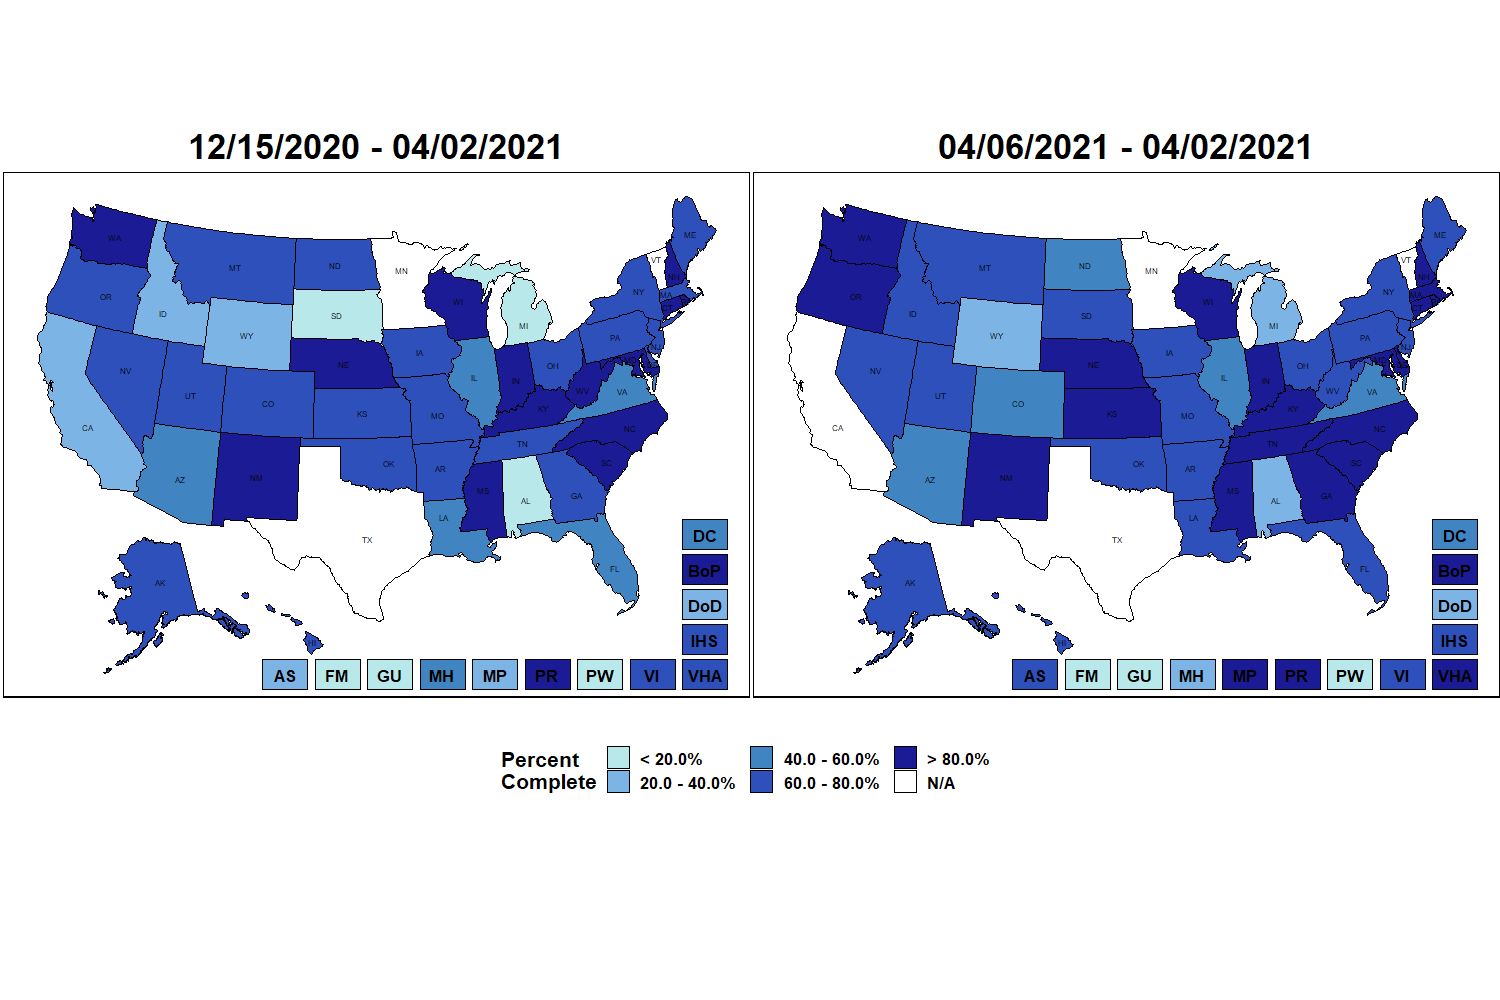 12/15/2020 - 04/02/2021
WA
MT
ND
MN
ME
OR
ID
WY
SD
WI
MI
NY
MA
NV
UT
CO
NE
IA
IL
IN
OH
PA
WV
VA
CA
KS
MO
KY
NC
TN
AZ
NM
OK
AR
SC
MS
AL
GA
LA
TX
FL
AK
HI
DC
BoP
DoD
IHS
AS FM GU MH MP PR PW VI VHA
04/06/2021 - 04/02/2021
WA
MT
ND
MN
VT
NH
ME
OR
ID
WY
SD
WI
MI
NY
MA
CT
NJ
NV
UT
CO
NE
IA
IL
IN
OH
PA
WV
VA
CA
KS
MO
KY
NC
TN
AZ
NM
OK
AR
SC
MS
AL
GA
LA
TX
FL
AK
DC
BoP
DoD
IHS
AS FM GU MH MP PR PW VI VHA
Percent
Complete
< 20.0%
20.0 - 40.0%
40.0 - 60.0%
60.0 - 80.0%
> 80.0%
N/A